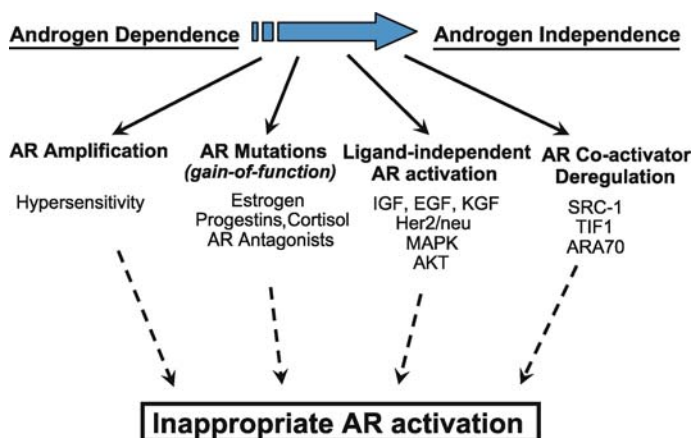 Androgen Dependence
Androgen Independence
AR Amplification
Hypersensitivity
AR Mutations
(gain-of-function)
Estrogen
Progestins,Cortisol
AR Antagonists
Ligand-independent
AR activation
IGF, EGF, KGF
Her2/neu
MAPK
AKT
AR Co-activator
Deregulation
SRC-1
TIF1
ARA70
Inappropriate AR activation